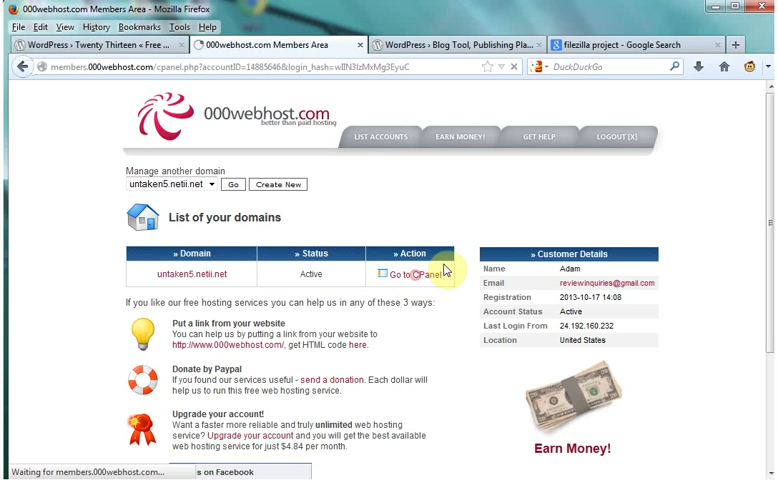 000webhost.com Members Area - Mozilla Firefox
File Edit View History Bookmarks Tools Help
WordPress › Twenty Thirteen « Free ...
000webhost.com Members Area
WordPress › Blog Tool, Publishing Pla...
filezilla project - Google Search
members.000webhost.com/cpanel.php?accountID=14885646&login_hash=wIIN3IzMxMg3EyuC
DuckDuckGo
000webhost.com
better than paid hosting
LIST ACCOUNTS
EARN MONEY!
GET HELP
LOGOUT [X]
Manage another domain
untaken5.netii.net
Go
Create New
List of your domains
» Domain
» Status
» Action
untaken5.netii.net
Active
Go to CPanel
» Customer Details
Name Adam
Email reviewinquiries@gmail.com
Registration 2013-10-17 14:08
Account Status Active
Last Login From 24.192.160.232
Location United States
If you like our free hosting services you can help us in any of these 3 ways:
Put a link from your website
You can help us by putting a link from your website to
http://www.000webhost.com/, get HTML code here.
Donate by Paypal
If you found our services useful - send a donation. Each dollar will
help us to run this free web hosting service.
Upgrade your account!
Want a faster more reliable and truly unlimited web hosting
service? Upgrade your account and you will get the best available
web hosting service for just $4.84 per month.
Earn Money!
s on Facebook
Waiting for members.000webhost.com...